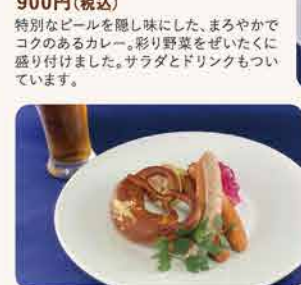 900円(税込)
特別なビールを隠し味にした、まろやかで
コクのあるカレー。彩り野菜をぜいたくに
盛り付けました。サラダとドリンクもつい
ています。